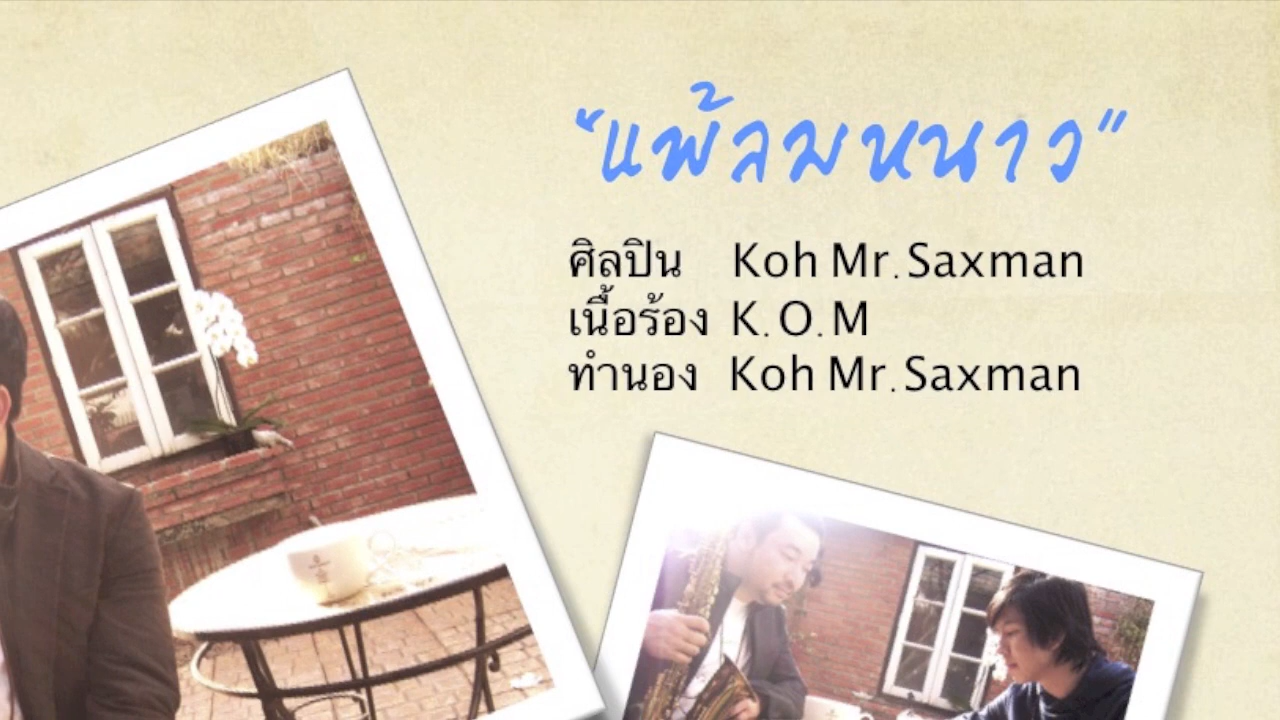 "แพ้ลมหนาว"
ศิลปิน Koh Mr.Saxman
เนื้อร้อง K.O.M
ทำนอง Koh Mr.Saxman